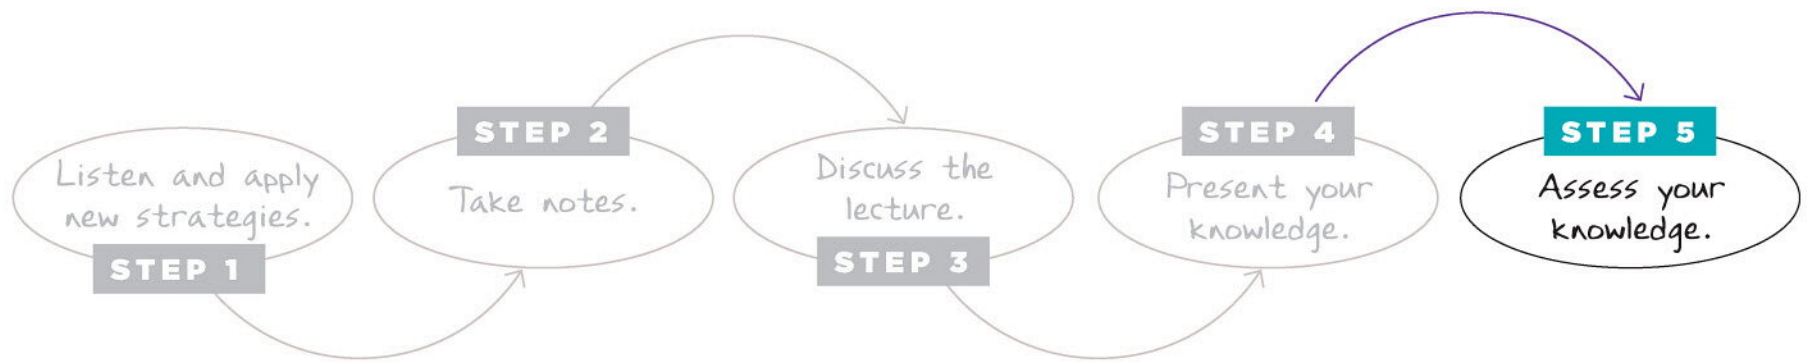 Listen and apply
new strategies.
STEP 1
STEP 2
Take notes.
Discuss the
lecture.
STEP 3
STEP 4
Present your
knowledge.
STEP 5
Assess your
knowledge.